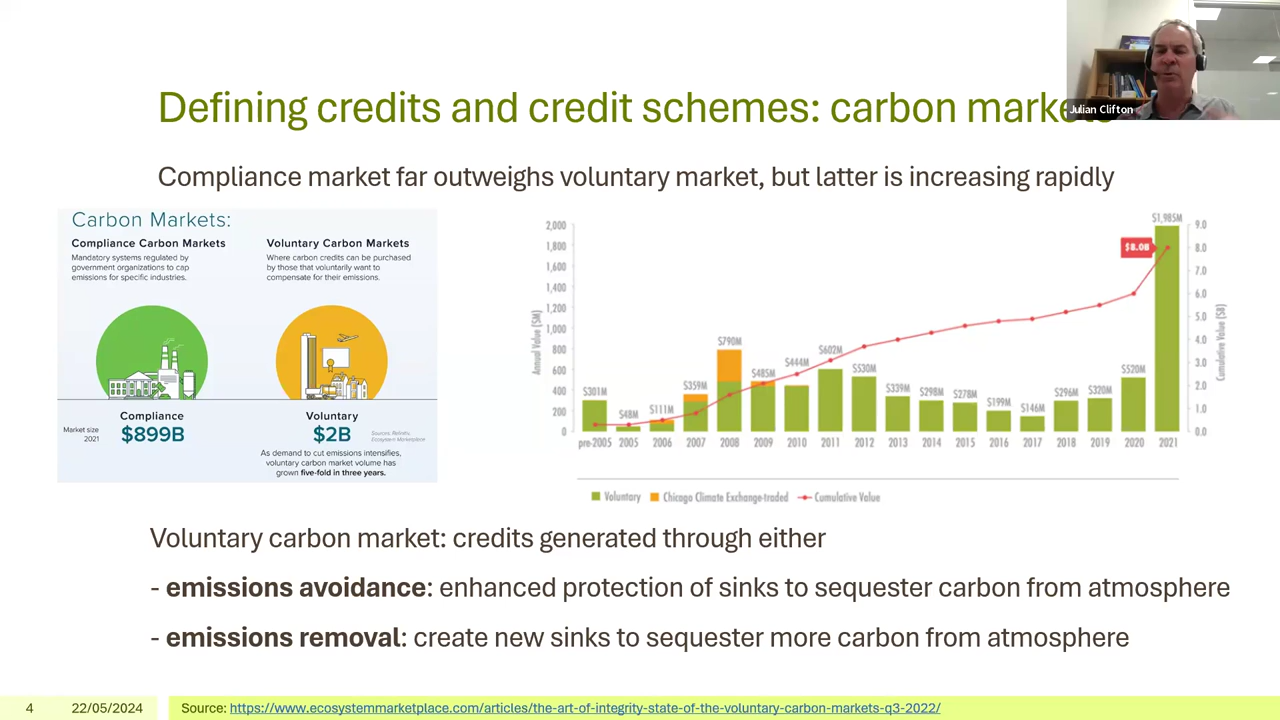 Defining credits and credit schemes: carbon markets
Julian Clifton
Compliance market far outweighs voluntary market, but latter is increasing rapidly
Carbon Markets:
Compliance Carbon Markets
Mandatory systems regulated by
government organizations to cap
emissions for specific industries.
Voluntary Carbon Markets
Where carbon credits can be purchased
by those that voluntarily want to
compensate for their emissions.
Market size
2021
Compliance
$899B
Voluntary
$2B
Sources: Refinitiv,
Ecosystem Marketplace
As demand to cut emissions intensifies,
voluntary carbon market volume has
grown five-fold in three years.
Annual Value ($M)
2,000
1,800
1,600
1,400
1,200
1,000
800
600
400
200
0
$301M
$48M
$111M
$359M
$790M
$485M
$444M
$602M
$530M
$339M
$298M
$278M
$199M
$146M
$296M
$320M
$520M
$1,985M
$8.0B
9.0
8.0
7.0
6.0
5.0
4.0
3.0
2.0
1.0
0.0
Cumulative Value ($B)
pre-2005 2005 2006 2007 2008 2009 2010 2011 2012 2013 2014 2015 2016 2017 2018 2019 2020 2021
Voluntary Chicago Climate Exchange-traded Cumulative Value
Voluntary carbon market: credits generated through either
- emissions avoidance: enhanced protection of sinks to sequester carbon from atmosphere
- emissions removal: create new sinks to sequester more carbon from atmosphere
4 22/05/2024 Source: https://www.ecosystemmarketplace.com/articles/the-art-of-integrity-state-of-the-voluntary-carbon-markets-q3-2022/